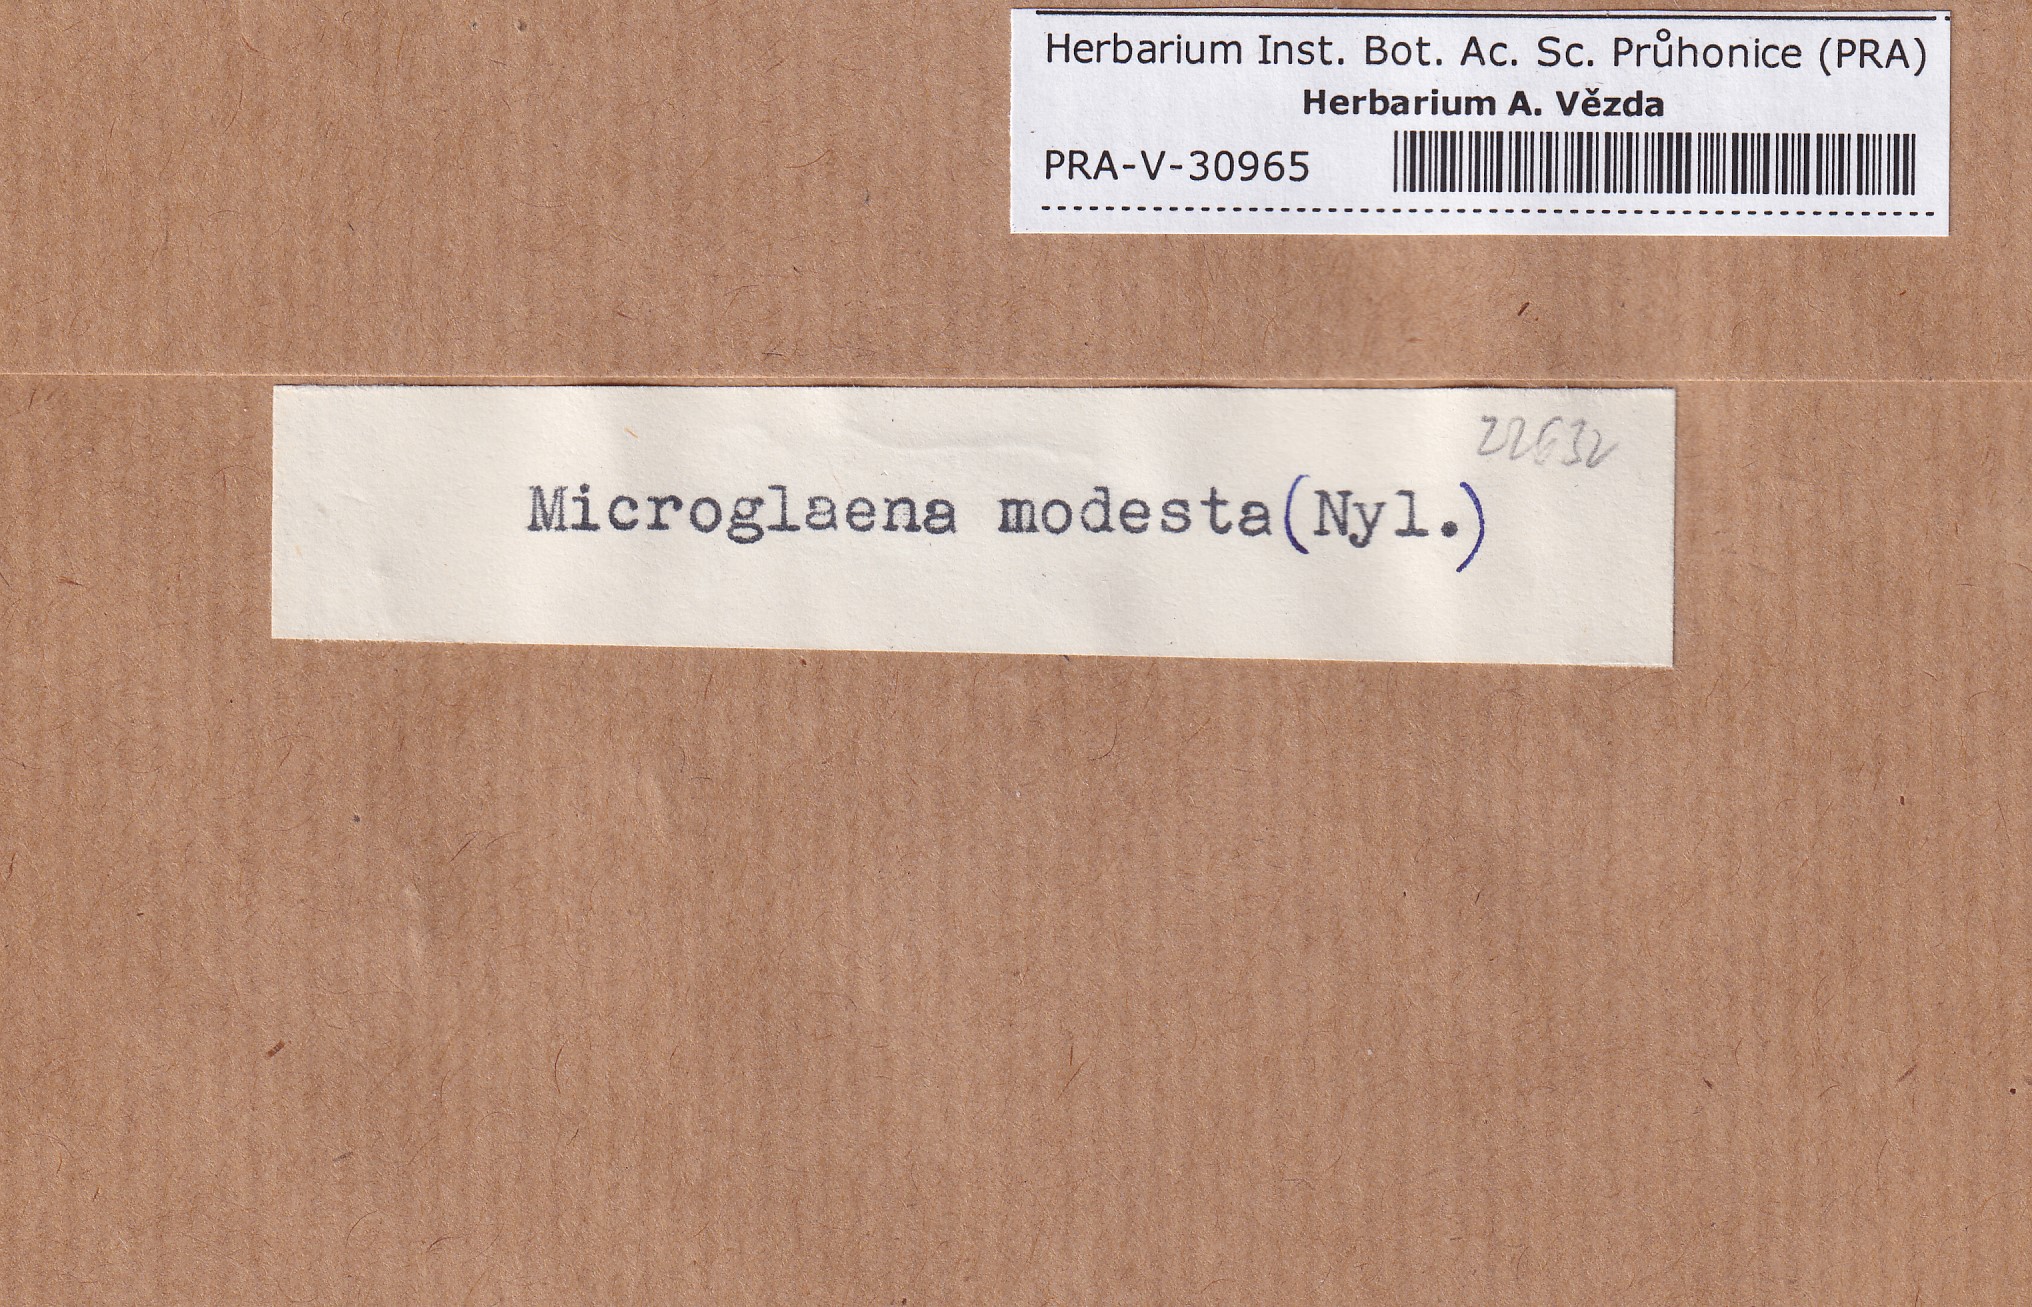 Herbarium Inst. Bot. Ac. Sc. Průhonice (PRA)
Herbarium A. Vězda
PRA-V-30965
22632
Microglaena modesta (Nyl.)